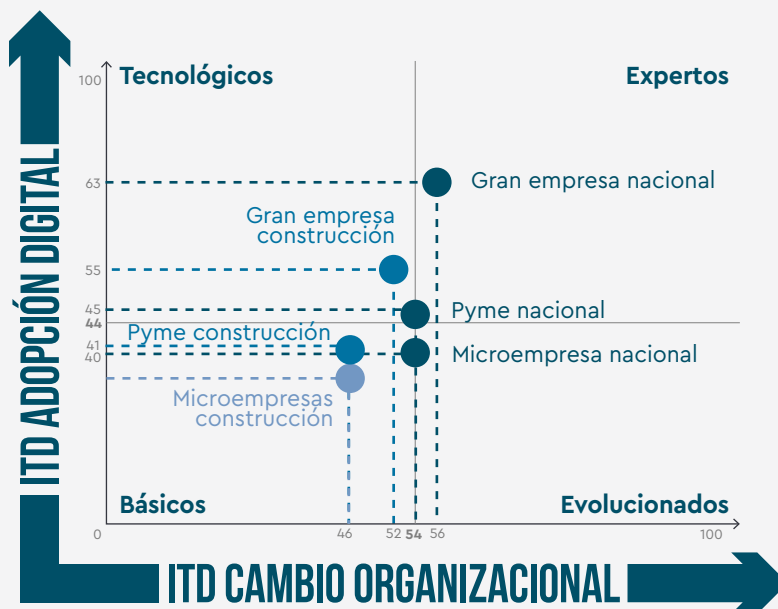 Tecnológicos
Expertos
100
63
Gran empresa nacional
Gran empresa
construcción
55
45
Pyme nacional
44
Pyme construcción
41
40
Microempresa nacional
Microempresas
construcción
Básicos
Evolucionados
0
46
52
54
56
100
ITD ADOPCIÓN DIGITAL
ITD CAMBIO ORGANIZACIONAL